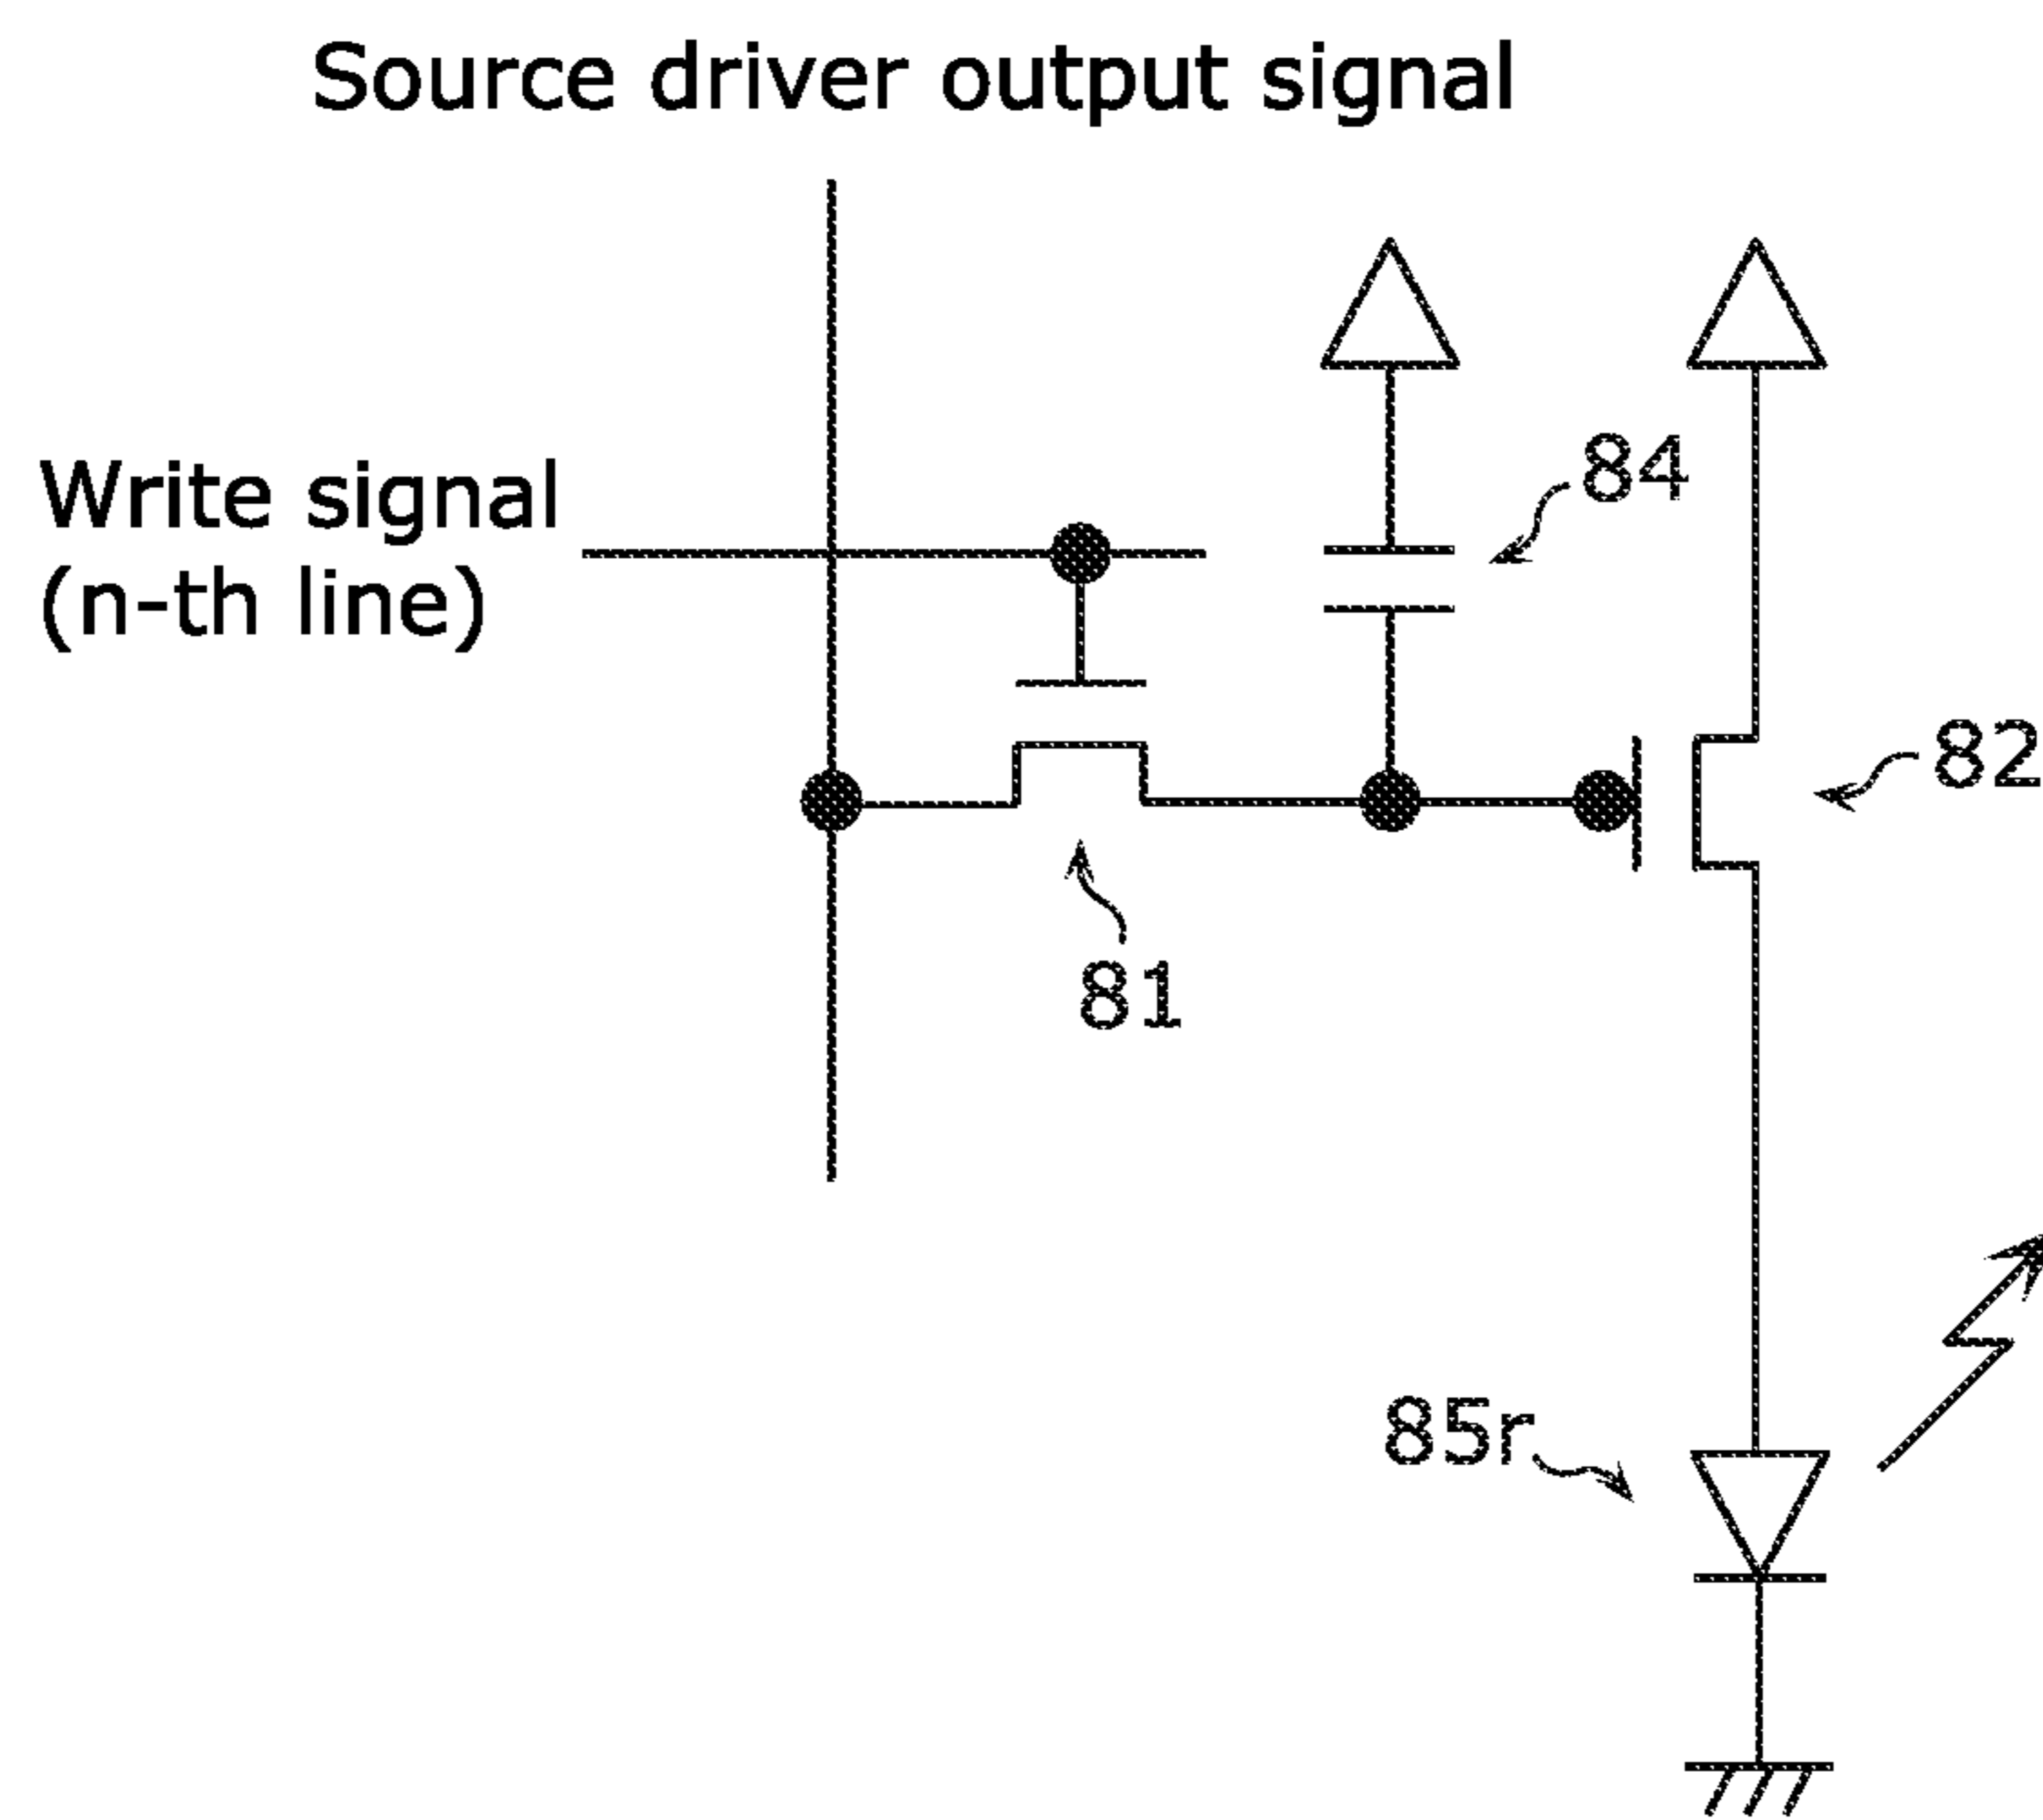 Source driver output signal
Write signal
(n-th line)
84
82
81
85r